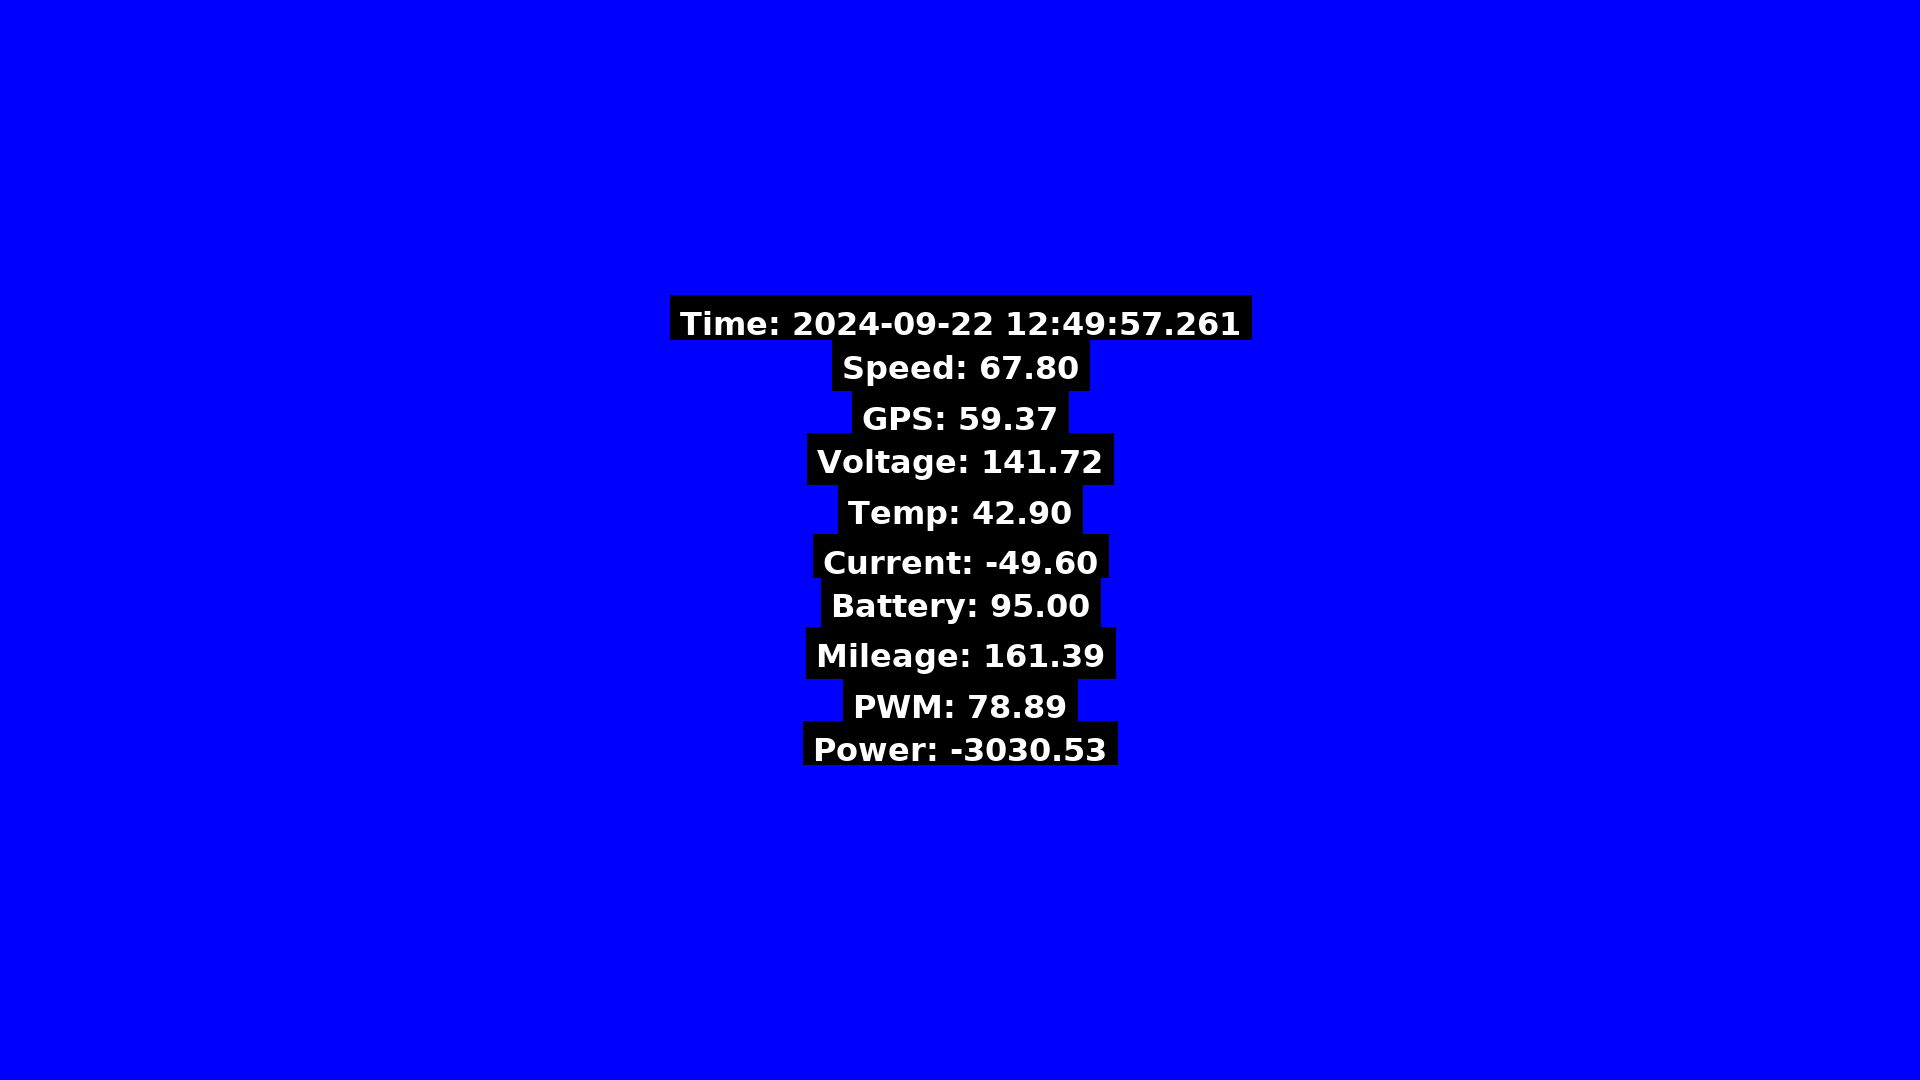 Time: 2024-09-22 12:49:57.261
Speed: 67.80
GPS: 59.37
Voltage: 141.72
Temp: 42.90
Current: -49.60
Battery: 95.00
Mileage: 161.39
PWM: 78.89
Power: -3030.53